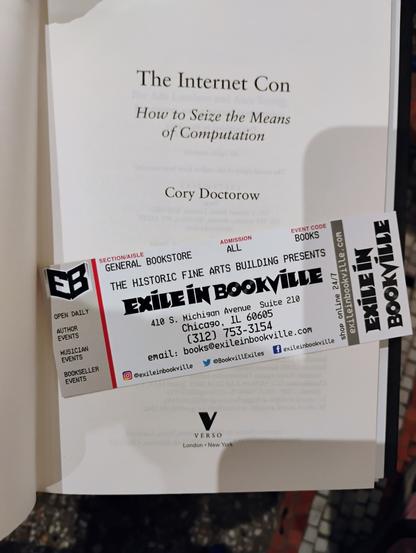 The Internet Con
How to Seize the Means
of Computation
Cory Doctorow
EB
OPEN DAILY
AUTHOR
EVENTS
MUSICIAN
EVENTS
BOOKSELLER
EVENTS
SECTION/AISLE
GENERAL BOOKSTORE
ADMISSION
ALL
EVENT CODE
BOOKS
THE HISTORIC FINE ARTS BUILDING PRESENTS
EXILE IN BOOKVILLE
410 S. Michigan Avenue Suite 210
Chicago, IL 60605
(312) 753-3154
email: books@exileinbookville.com
@exileinbookville
@BookvillExiles
@exileinbookville
shop online 24/7
exileinbookville.com
EXILE IN
BOOKVILLE
V
VERSO
London • New York